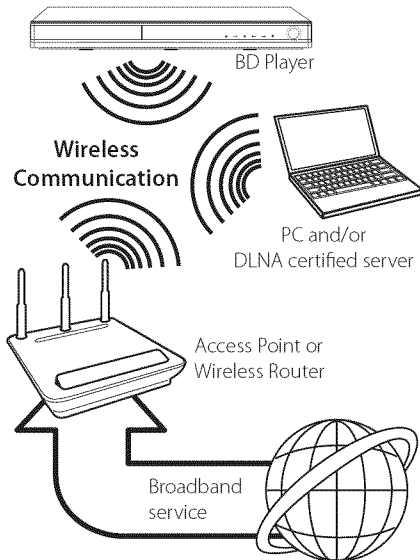 BD Player
Wireless
Communication
PC and/or
DLNA certified server
Access Point or
Wireless Router
Broadband
service